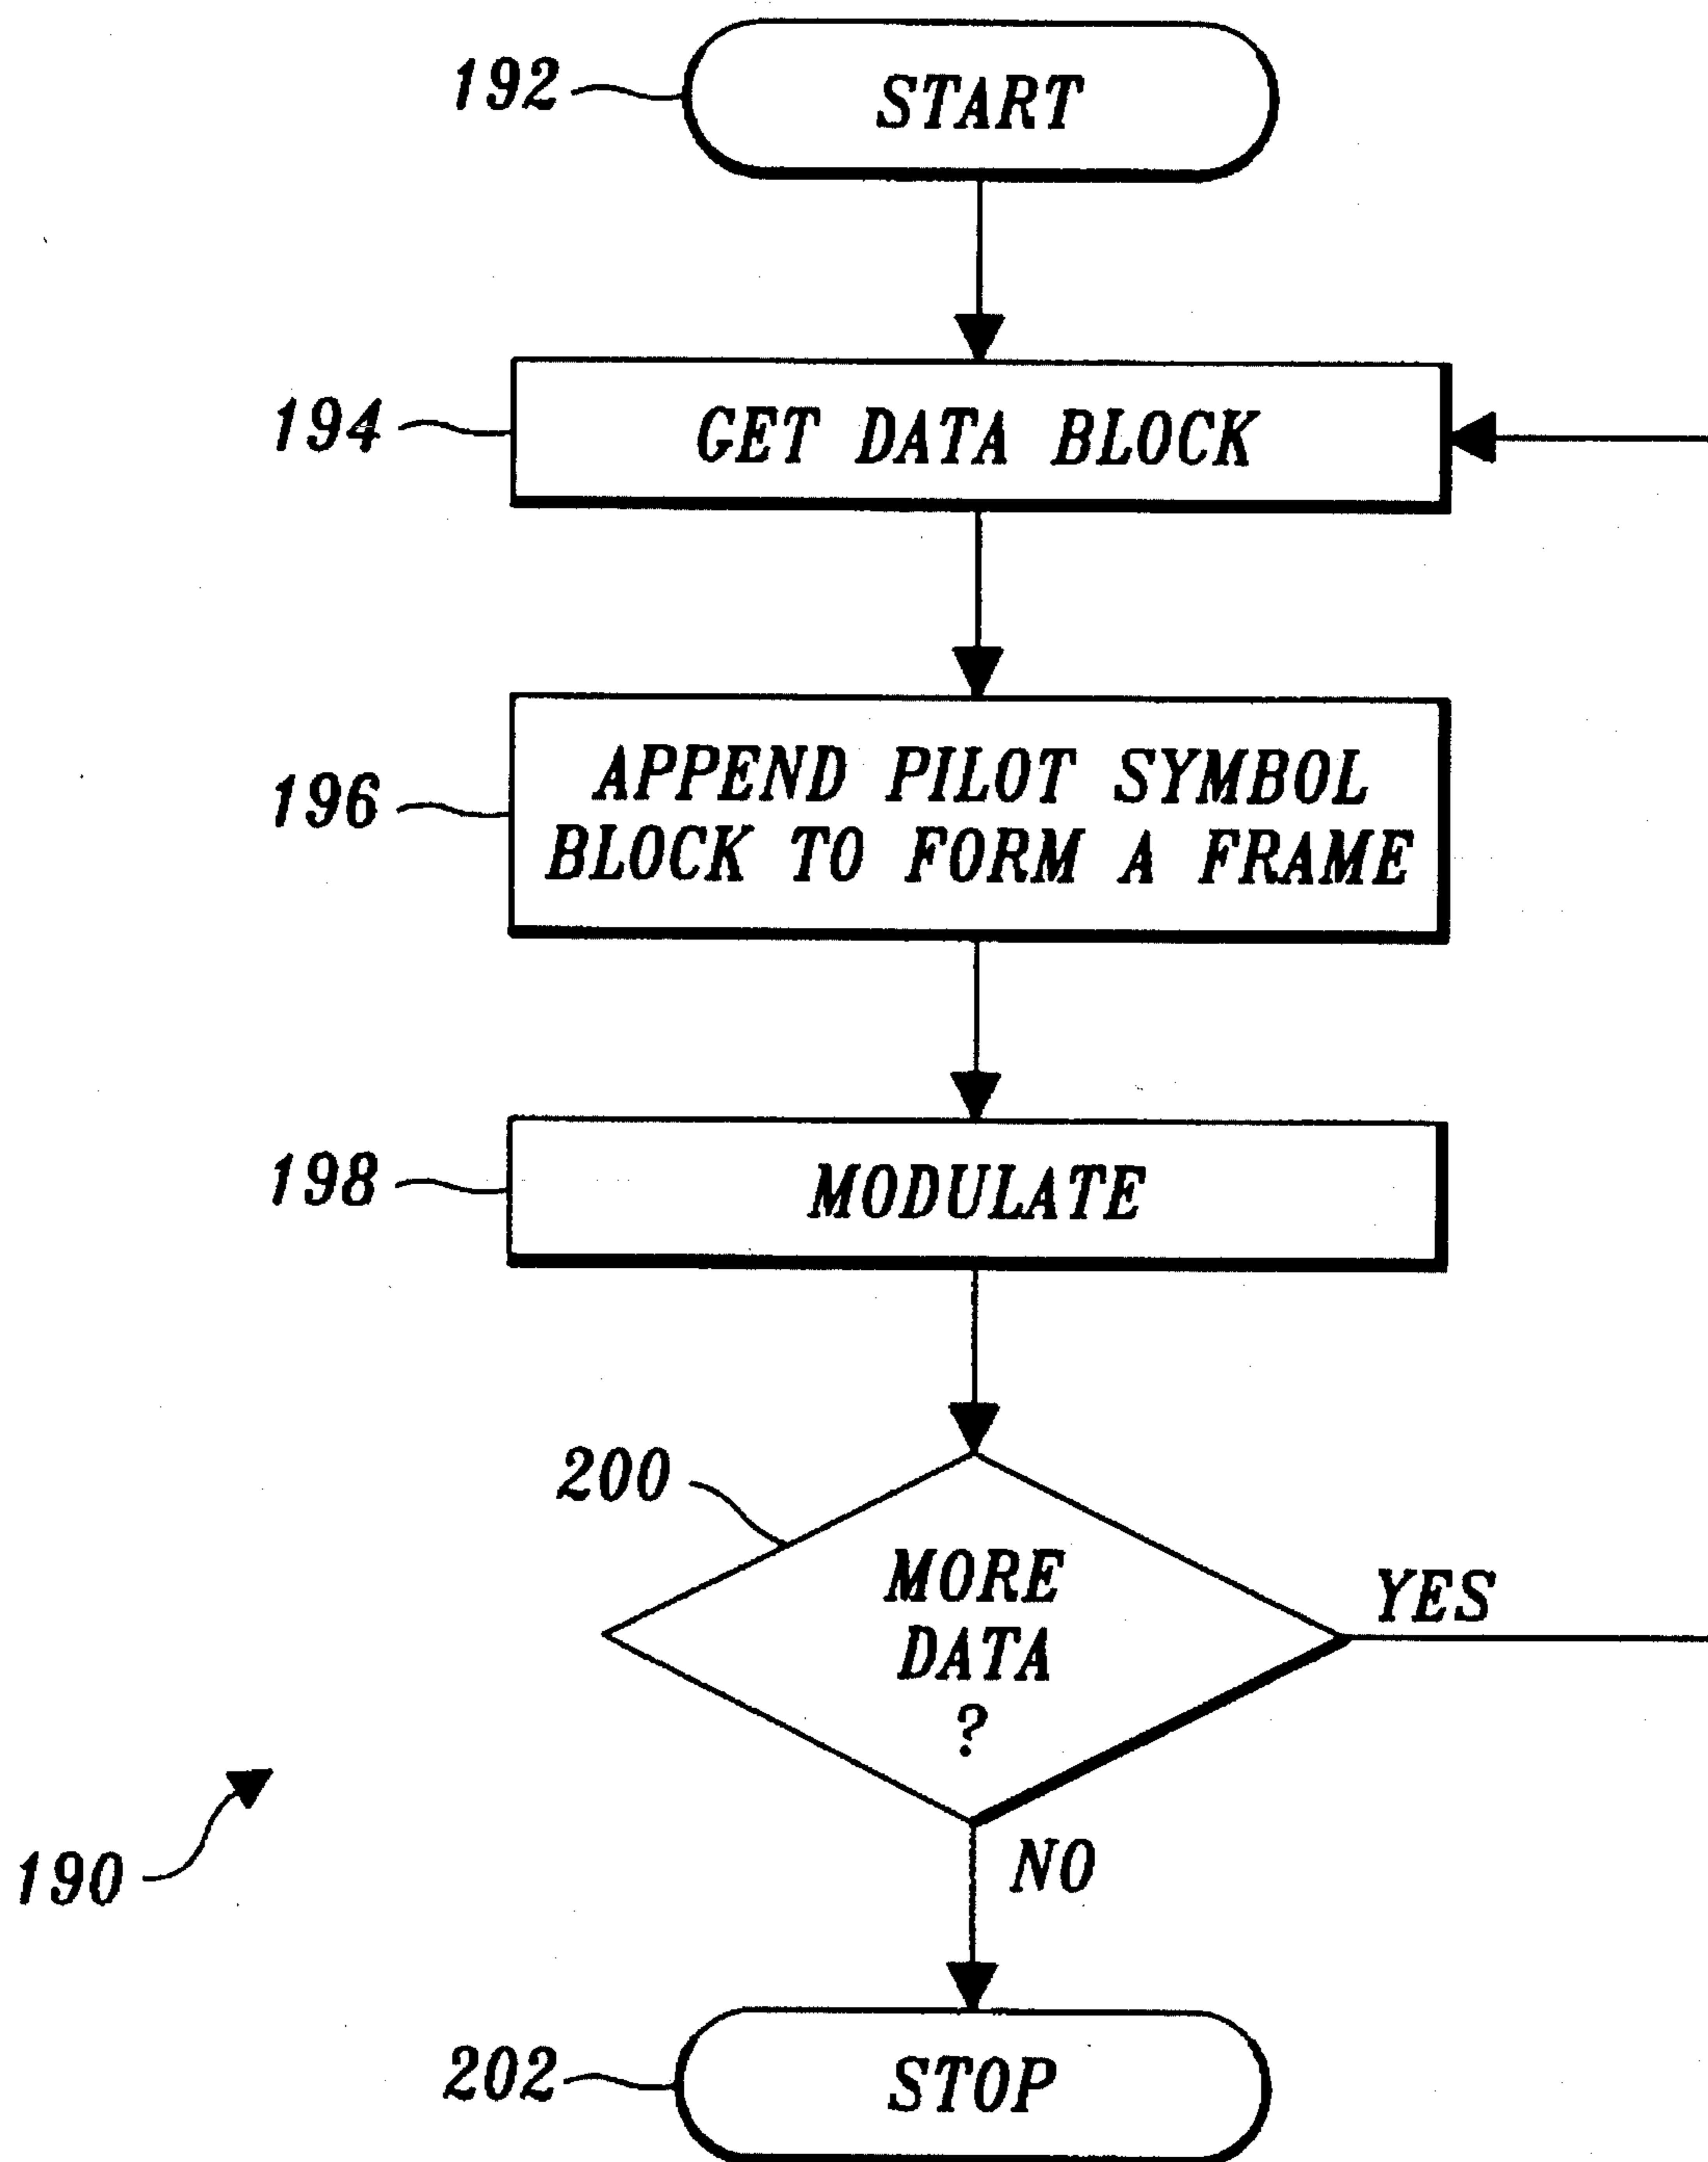 192
START
194
GET DATA BLOCK
196
APPEND PILOT SYMBOL
BLOCK TO FORM A FRAME
198
MODULATE
200
MORE
DATA
?
YES
190
NO
202
STOP